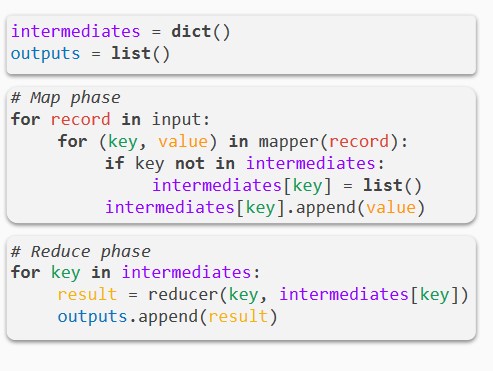 intermediates = dict()
outputs = list()
# Map phase
for record in input:
    for (key, value) in mapper(record):
        if key not in intermediates:
            intermediates[key] = list()
        intermediates[key].append(value)
# Reduce phase
for key in intermediates:
    result = reducer(key, intermediates[key])
    outputs.append(result)